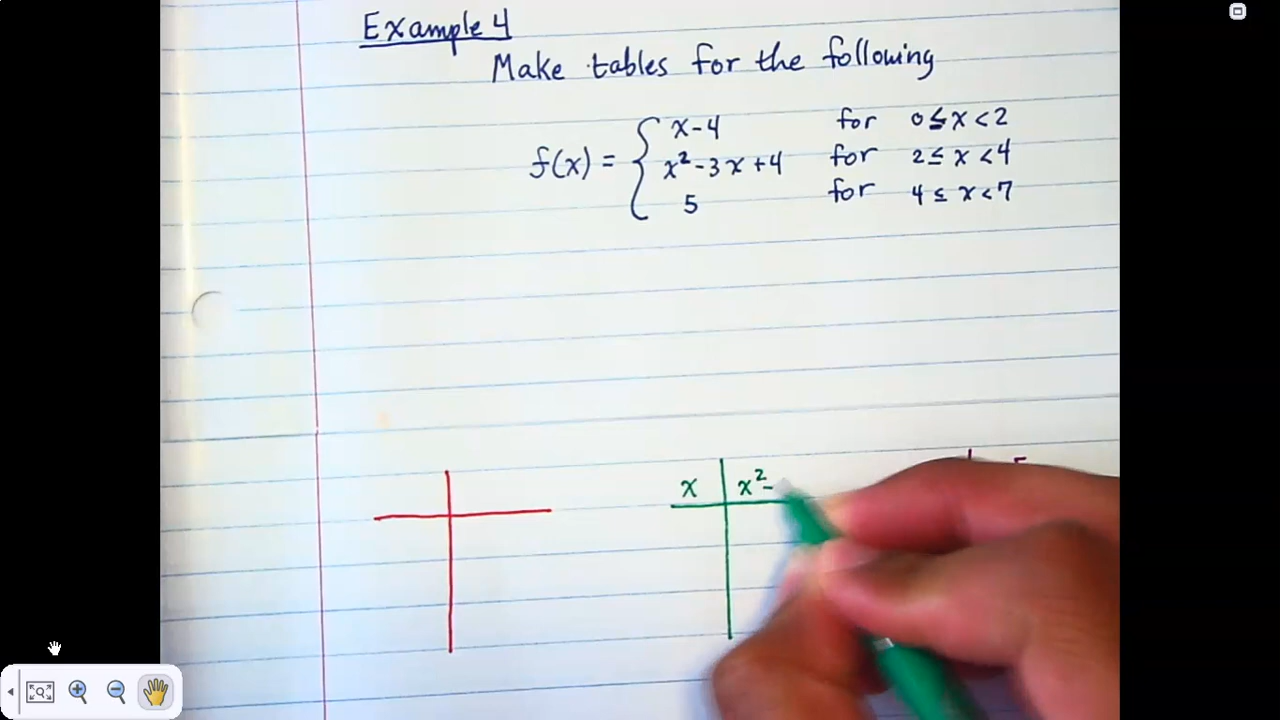 Example 4
Make tables for the following
f(x) = { x-4 for 0 ≤ x < 2
x²-3x+4 for 2 ≤ x < 4
5 for 4 ≤ x < 7
x x²-